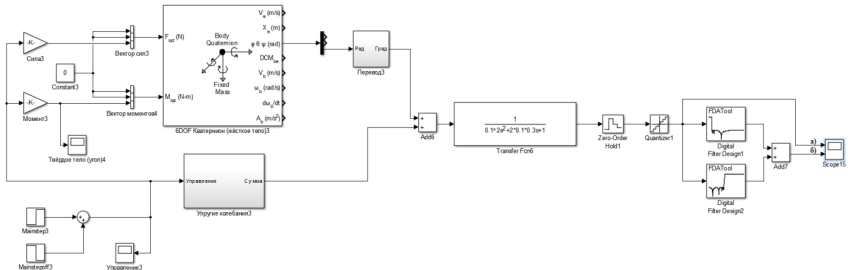 V_e (m/s)
X_e (m)
F_xyz (N)
Body
Quaternion
φ θ ψ (rad)
DCM_be
V_b (m/s)
ω_b (rad/s)
dω_b/dt
A_b (m/s²)
M_xyz (N-m)
Fixed
Mass
6DOF Кватернион (жёсткое тело)3
-K-
Сила3
Вектор сил3
0
Constant3
-K-
Момент3
Вектор моментов4
Твёрдое тело (угол)4
Рад
Град
Перевод3
+
+
Add6
1
0.1^2s²+2*0.1*0.3s+1
Transfer Fcn6
Zero-Order
Hold1
Quantizer1
FDATool
Digital
Filter Design1
FDATool
Digital
Filter Design2
+
+
Add7
а)
б)
Scope15
Управление
Сумма
Упругие колебания3
Mainstep3
+
+
Mainstepoff3
Управление3